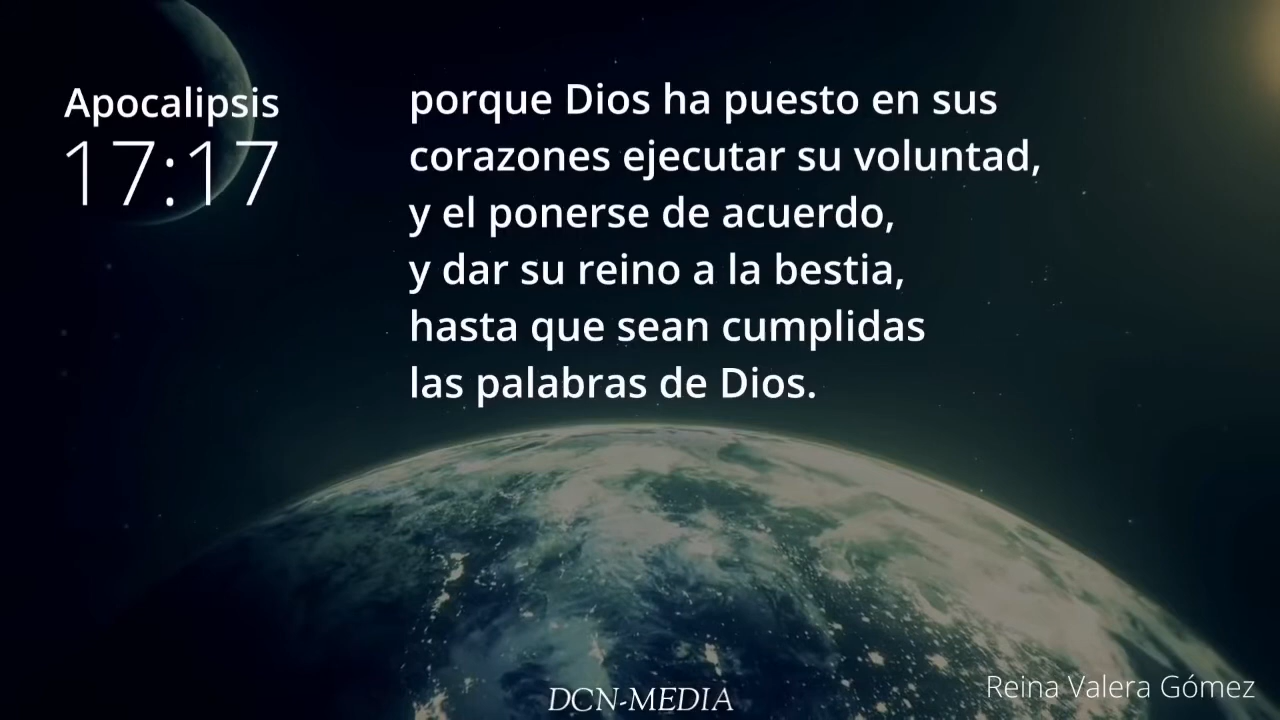 Apocalipsis
17:17
porque Dios ha puesto en sus
corazones ejecutar su voluntad,
y el ponerse de acuerdo,
y dar su reino a la bestia,
hasta que sean cumplidas
las palabras de Dios.
DCN-MEDIA
Reina Valera Gómez